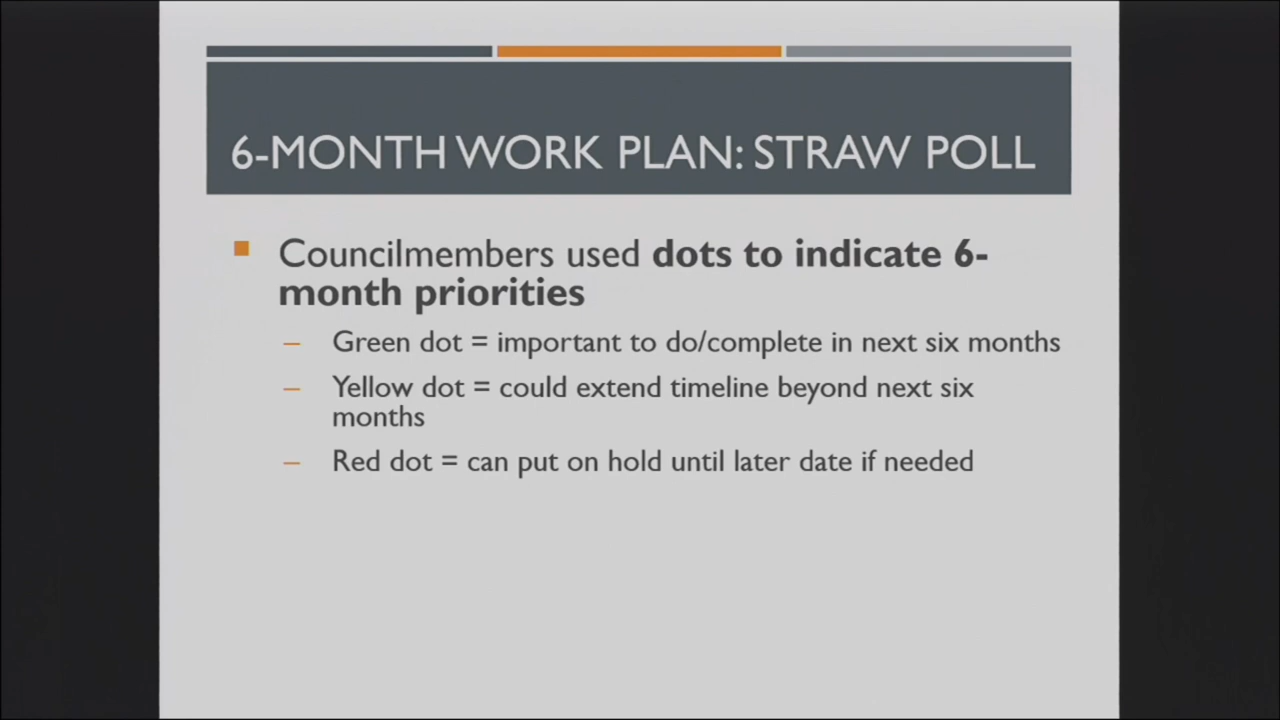 6-MONTH WORK PLAN: STRAW POLL
Councilmembers used dots to indicate 6-
month priorities
– Green dot = important to do/complete in next six months
– Yellow dot = could extend timeline beyond next six
months
– Red dot = can put on hold until later date if needed